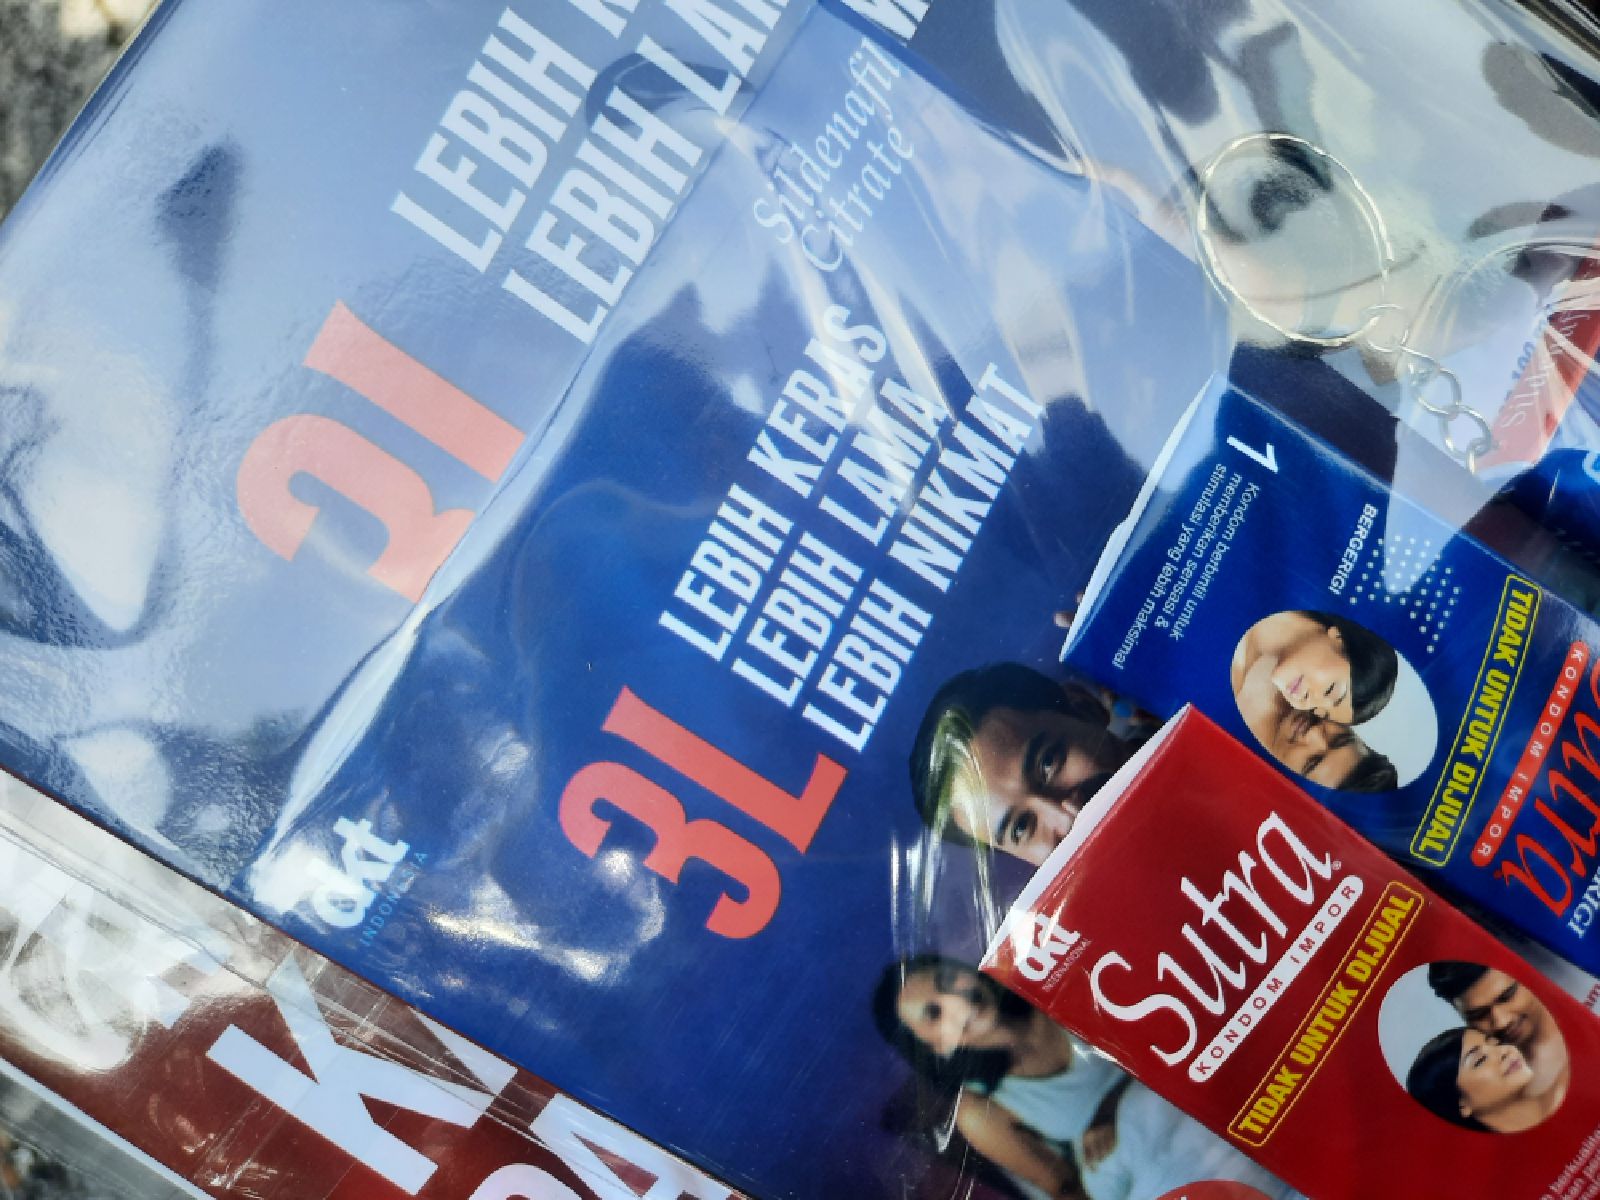 LEBIH
LEBIH
3L
Sildenafil
Citrate
LEBIH KERAS
LEBIH LAMA
LEBIH NIKMAT
3L
dkt
INDONESIA
1
Kondom berbintil untuk
memberikan sensasi &
stimulasi yang lebih maksimal
BERGERIGI
TIDAK UNTUK DIJUAL
KONDOM IMPOR
dkt
INTERNATIONAL
Sutra
KONDOM IMPOR
TIDAK UNTUK DIJUAL
K